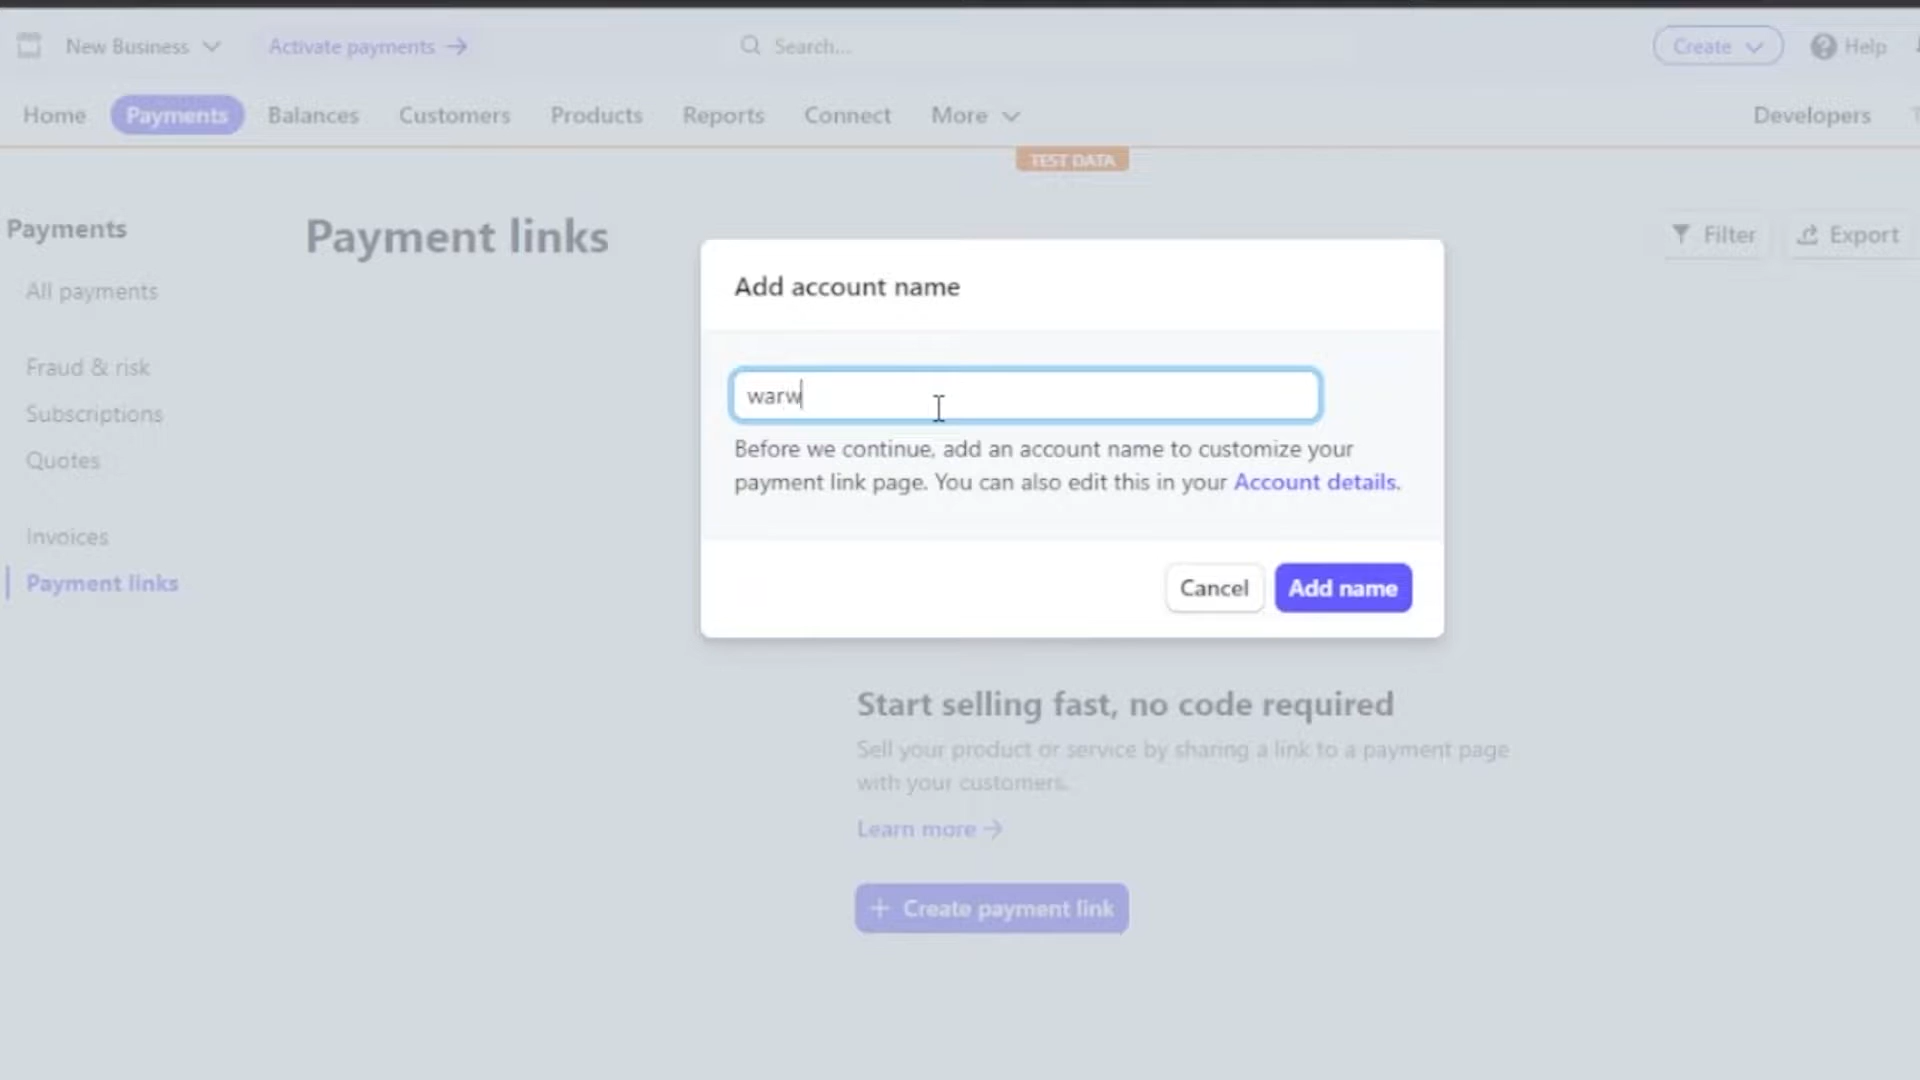 New Business
Activate payments →
Search...
Create
Help
Home
Payments
Balances
Customers
Products
Reports
Connect
More
Developers
TEST DATA
Payments
All payments
Fraud & risk
Subscriptions
Quotes
Invoices
Payment links
Payment links
Filter
Export
Add account name
warw
Before we continue, add an account name to customize your
payment link page. You can also edit this in your Account details.
Cancel
Add name
Start selling fast, no code required
Sell your product or service by sharing a link to a payment page
with your customers.
Learn more →
+ Create payment link